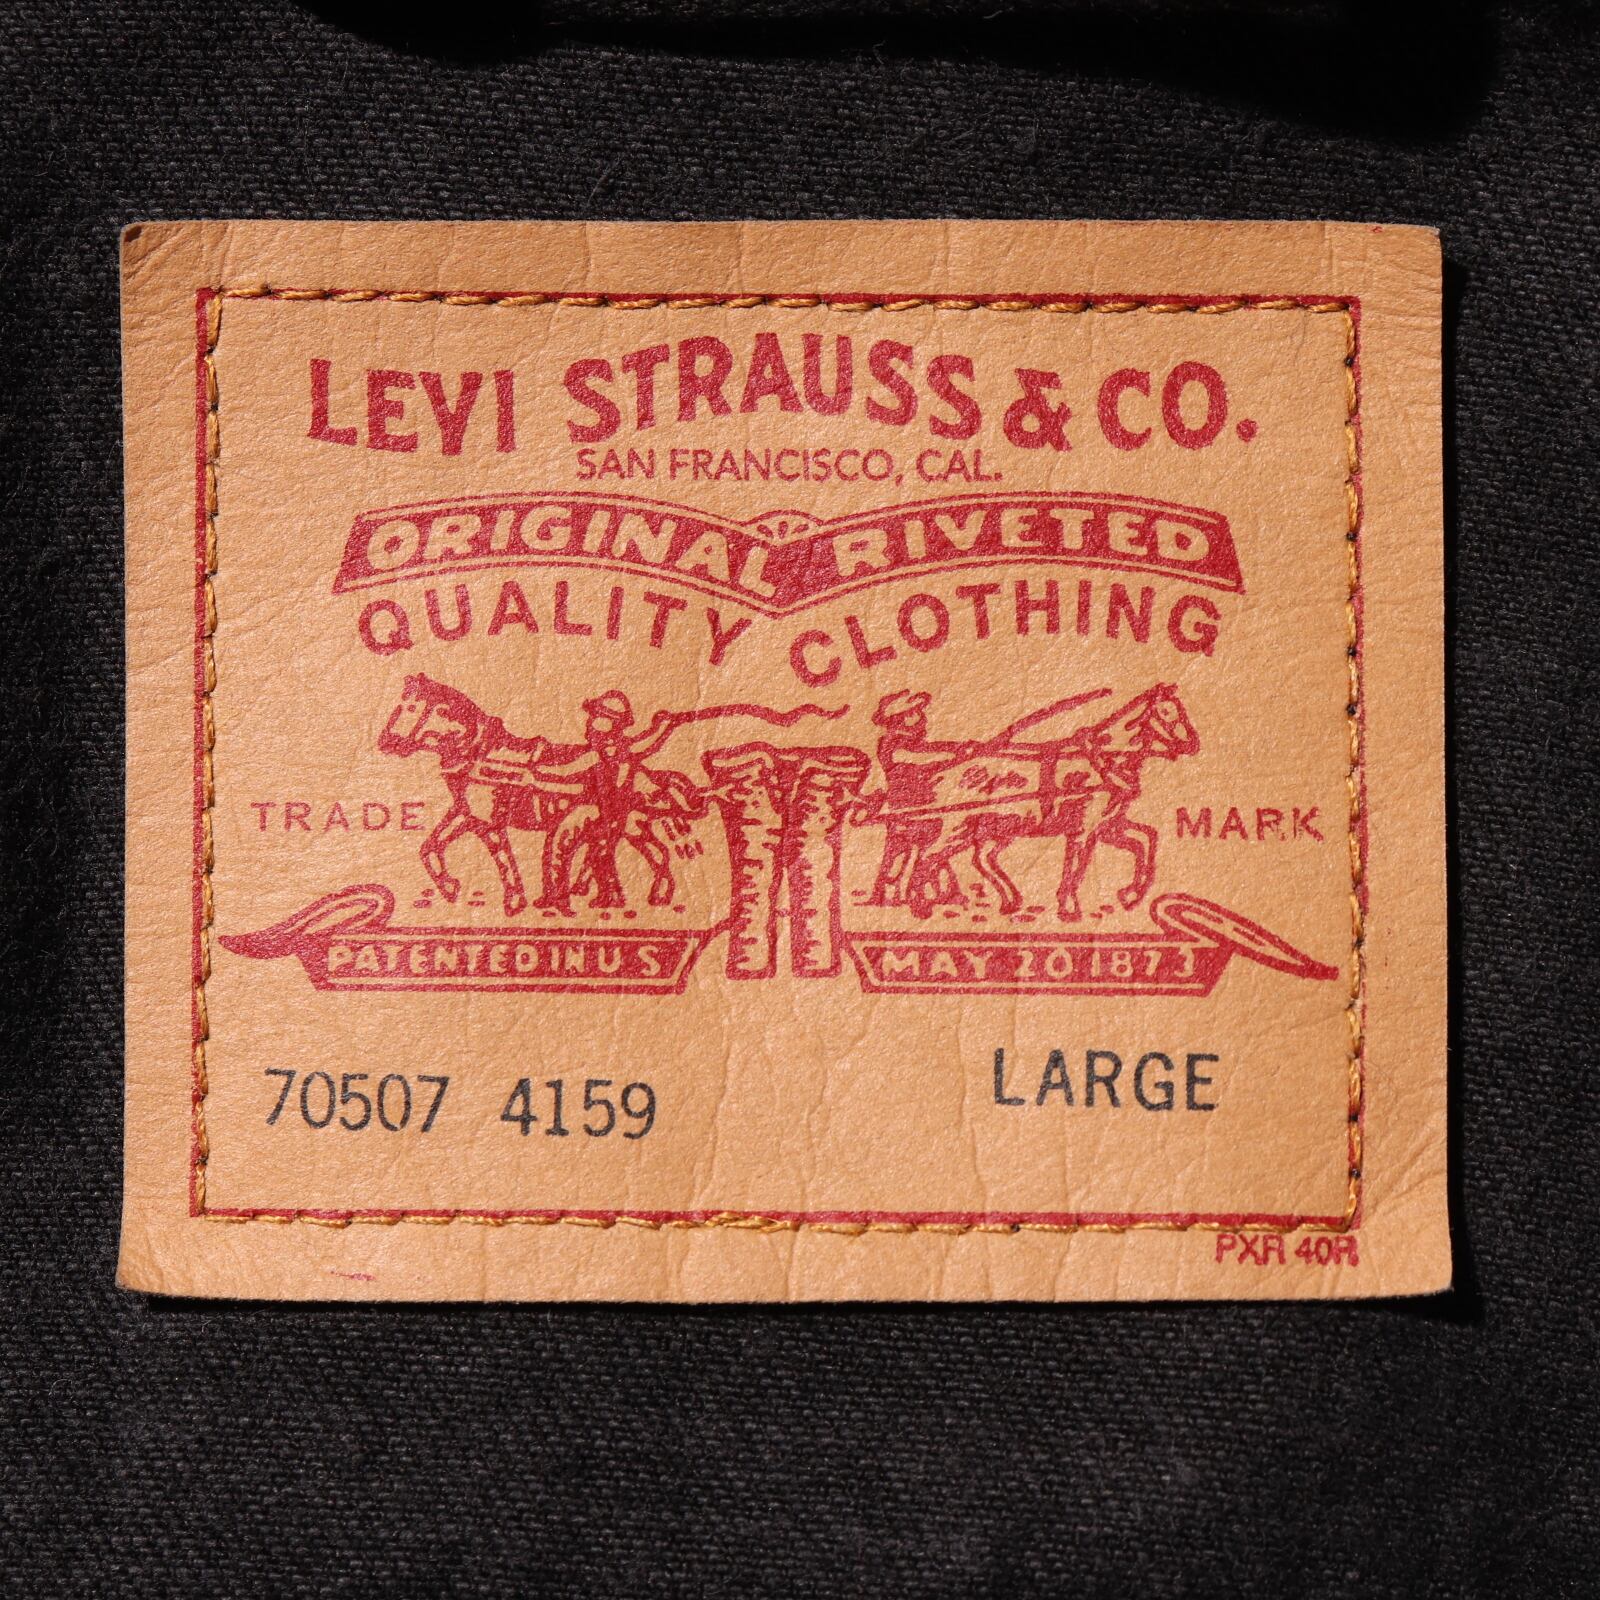 LEVI STRAUSS & CO.
SAN FRANCISCO, CAL.
ORIGINAL RIVETED
QUALITY CLOTHING
TRADE MARK
PATENTED IN U S MAY 20 1873
70507 4159 LARGE
PXR 40R